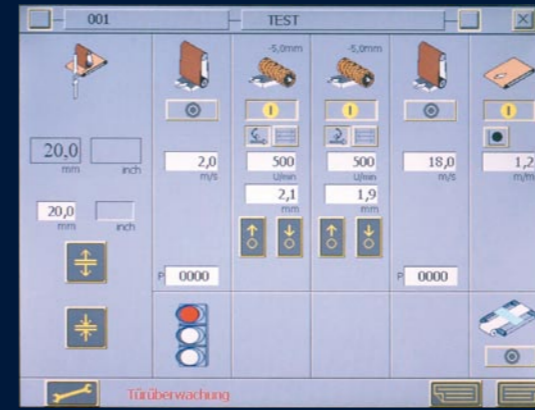 001 TEST
-5,0mm -5,0mm
I I I
20,0 2,0 500 500 18,0 1,2
mm inch m/s U/min U/min m/s m/m
2,1 1,9
20,0 mm mm
mm inch
P 0000 P 0000
Türüberwachung